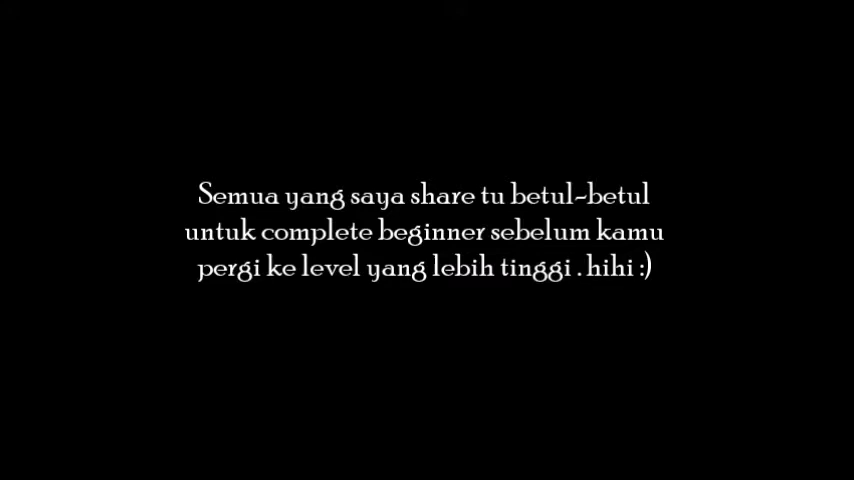 Semua yang saya share tu betul-betul
untuk complete beginner sebelum kamu
pergi ke level yang lebih tinggi . hihi :)